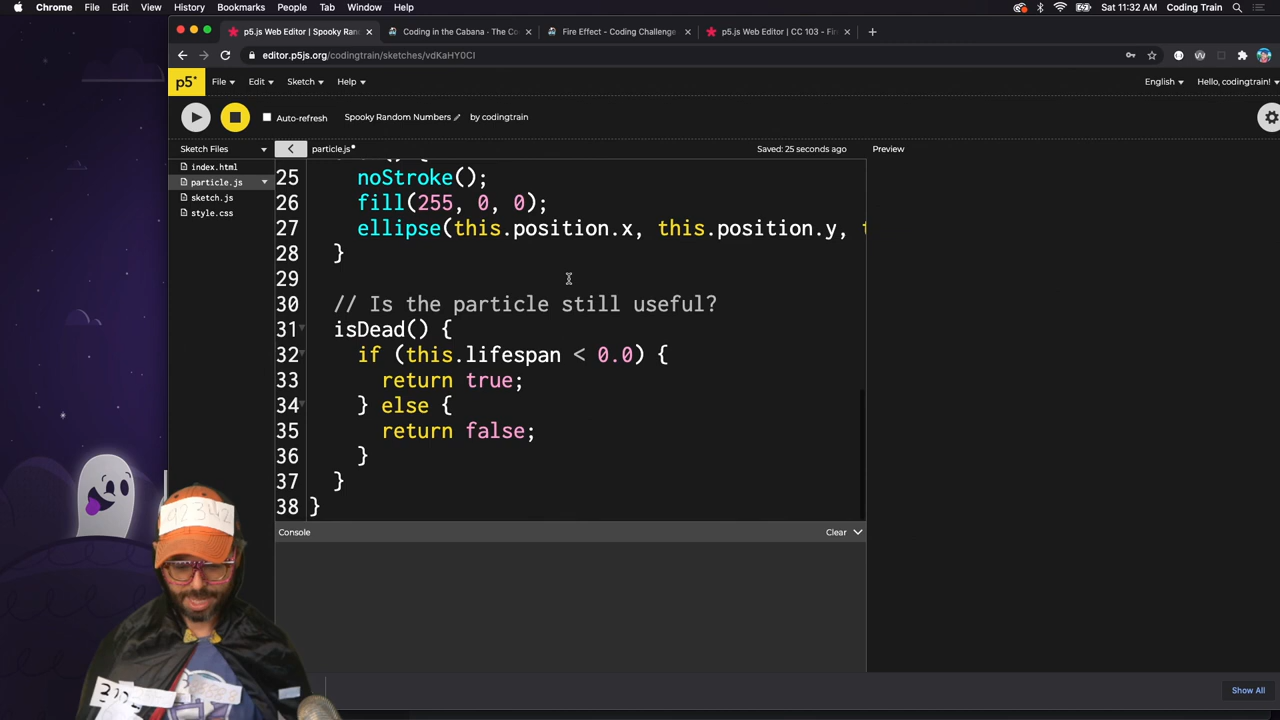 Chrome File Edit View History Bookmarks People Tab Window Help Sat 11:32 AM Coding Train
p5.js Web Editor | Spooky Ran × Coding in the Cabana - The Co × Fire Effect - Coding Challenge × p5.js Web Editor | CC 103 - Fir × +
editor.p5js.org/codingtrain/sketches/vdKaHY0CI
p5* File Edit Sketch Help English Hello, codingtrain!
Auto-refresh Spooky Random Numbers by codingtrain
Sketch Files particle.js Saved: 25 seconds ago Preview
index.html
particle.js
sketch.js
style.css
25 noStroke();
26 fill(255, 0, 0);
27 ellipse(this.position.x, this.position.y,
28 }
29
30 // Is the particle still useful?
31 isDead() {
32 if (this.lifespan < 0.0) {
33 return true;
34 } else {
35 return false;
36 }
37 }
38 }
Console Clear
92342
Show All